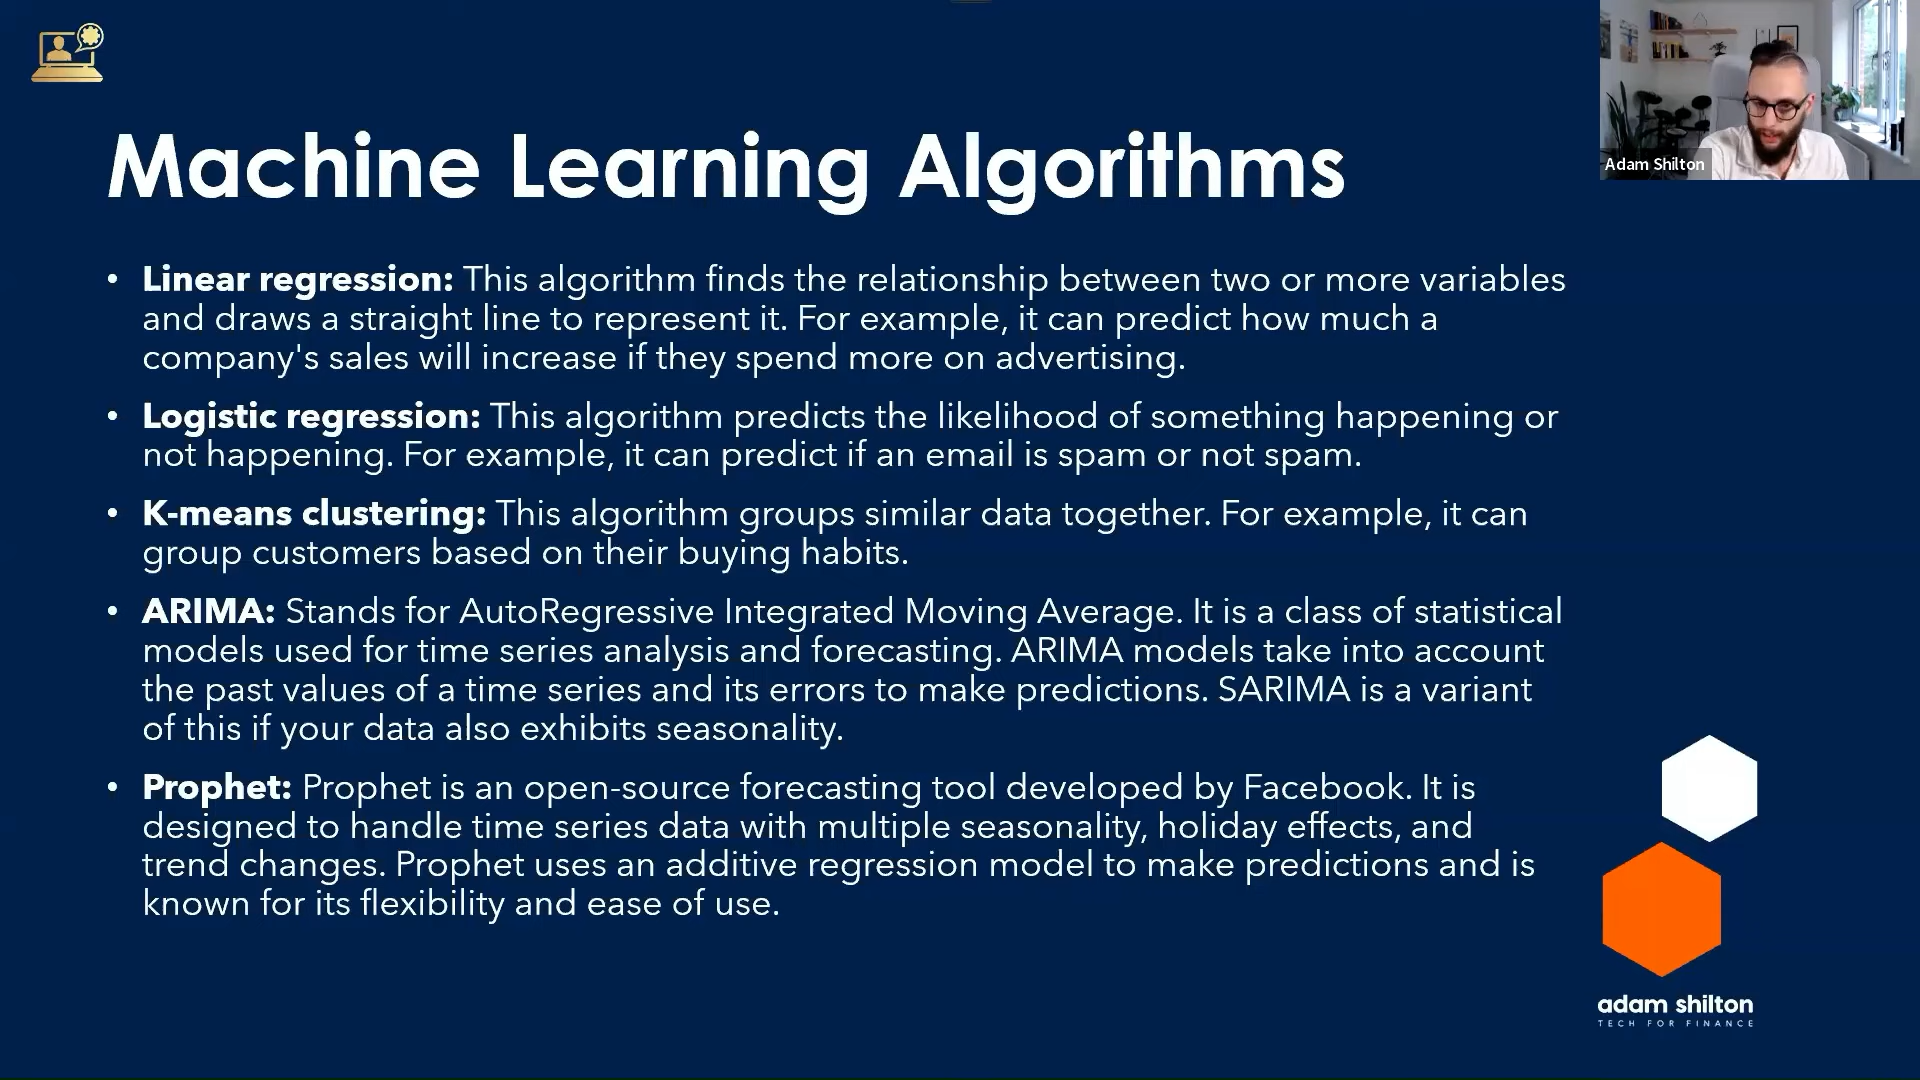 Machine Learning Algorithms
Adam Shilton
• Linear regression: This algorithm finds the relationship between two or more variables
and draws a straight line to represent it. For example, it can predict how much a
company's sales will increase if they spend more on advertising.
• Logistic regression: This algorithm predicts the likelihood of something happening or
not happening. For example, it can predict if an email is spam or not spam.
• K-means clustering: This algorithm groups similar data together. For example, it can
group customers based on their buying habits.
• ARIMA: Stands for AutoRegressive Integrated Moving Average. It is a class of statistical
models used for time series analysis and forecasting. ARIMA models take into account
the past values of a time series and its errors to make predictions. SARIMA is a variant
of this if your data also exhibits seasonality.
• Prophet: Prophet is an open-source forecasting tool developed by Facebook. It is
designed to handle time series data with multiple seasonality, holiday effects, and
trend changes. Prophet uses an additive regression model to make predictions and is
known for its flexibility and ease of use.
adam shilton
TECH FOR FINANCE